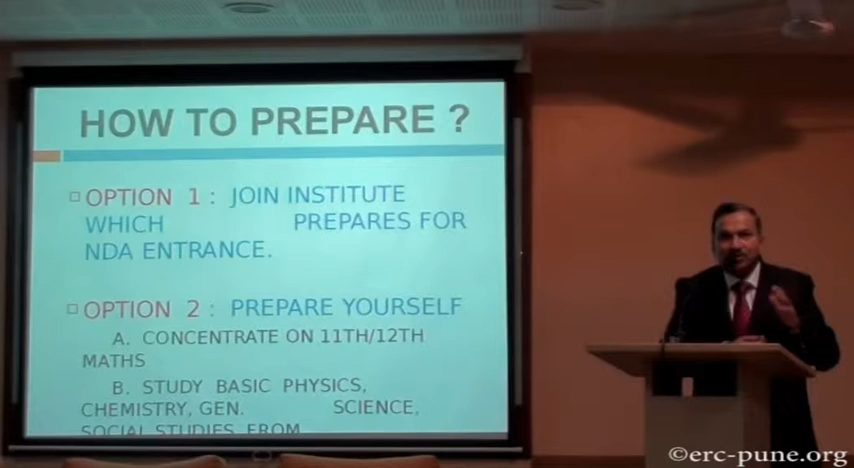 HOW TO PREPARE ?
OPTION 1 : JOIN INSTITUTE
WHICH PREPARES FOR
NDA ENTRANCE.
OPTION 2 : PREPARE YOURSELF
A. CONCENTRATE ON 11TH/12TH
MATHS
B. STUDY BASIC PHYSICS,
CHEMISTRY, GEN. SCIENCE,
SOCIAL STUDIES FROM
©erc-pune.org